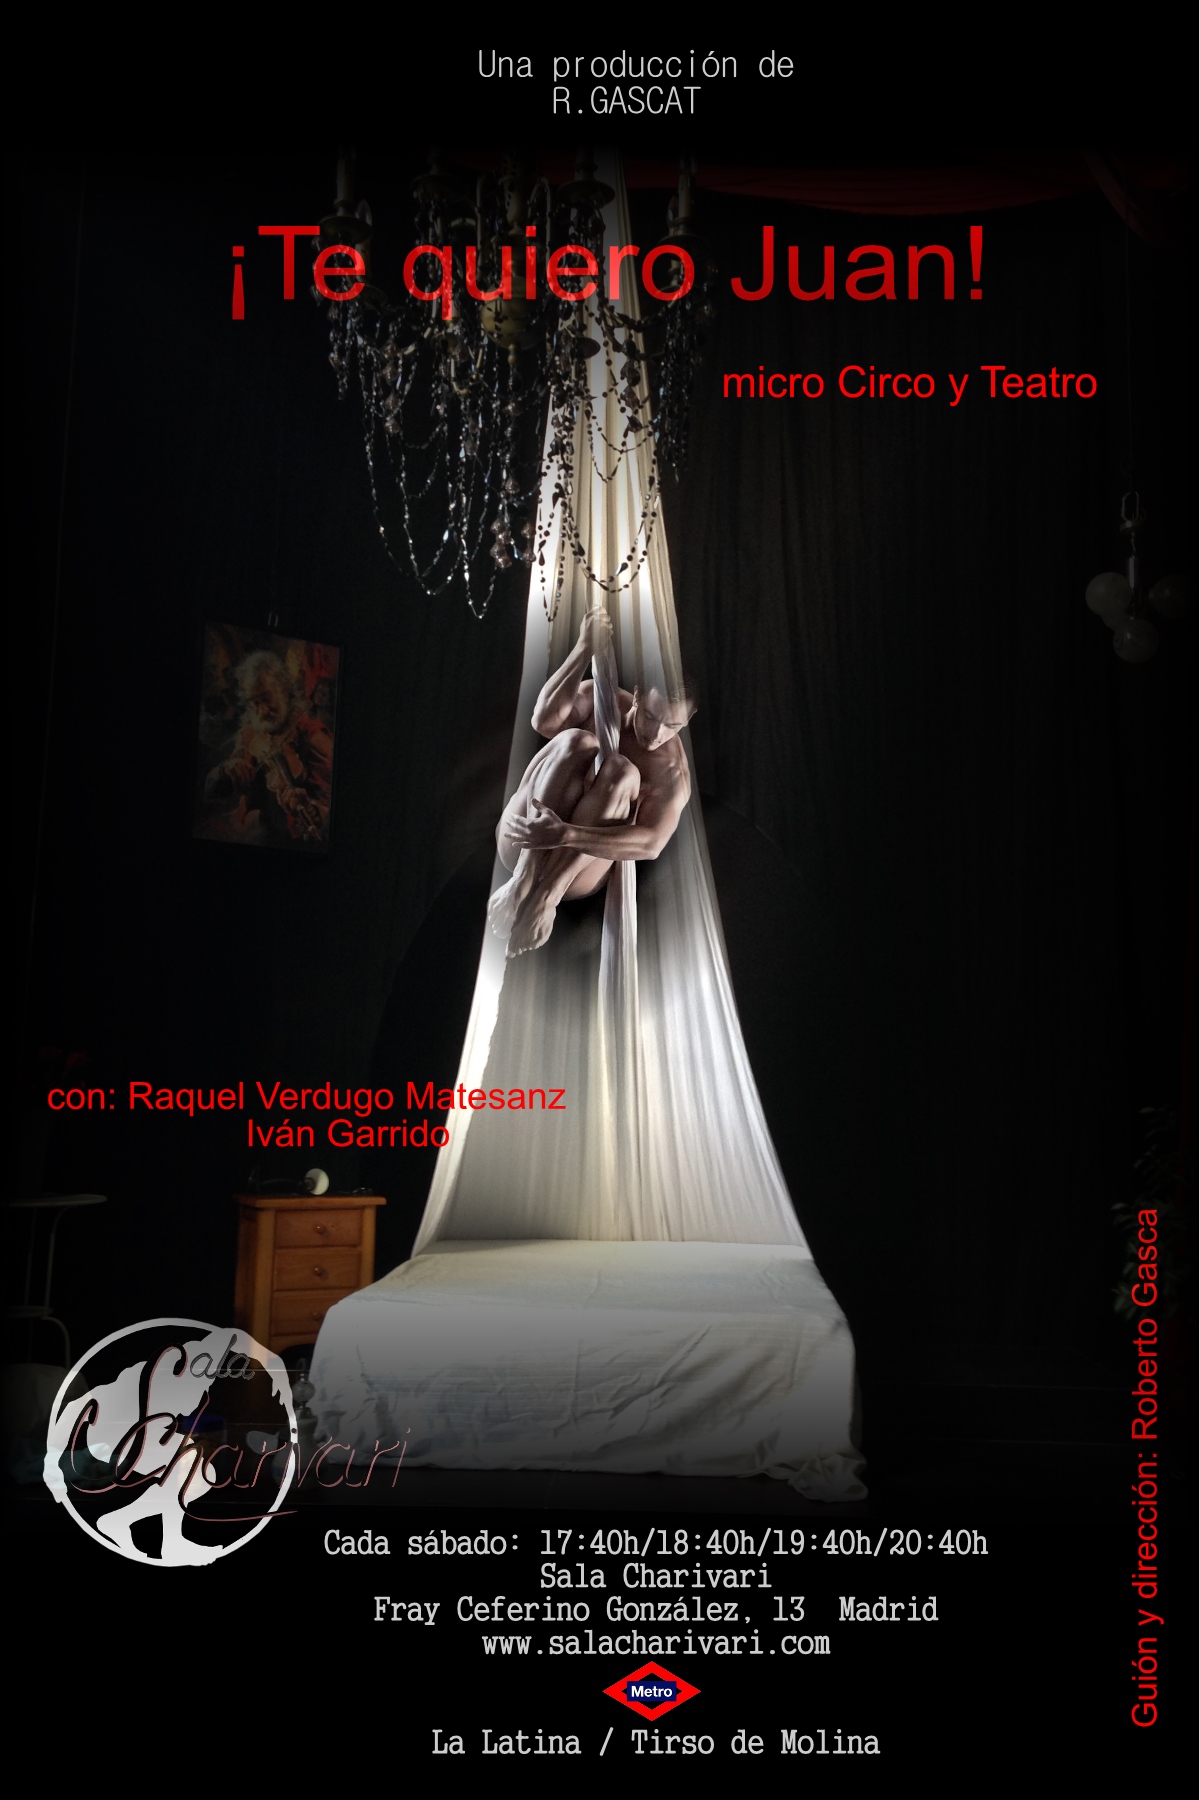 Una producción de
R.GASCAT
¡Te quiero Juan!
micro Circo y Teatro
con: Raquel Verdugo Matesanz
Iván Garrido
Guión y dirección: Roberto Gasca
Sala
Charivari
Cada sábado: 17:40h/18:40h/19:40h/20:40h
Sala Charivari
Fray Ceferino González, 13 Madrid
www.salacharivari.com
Metro
La Latina / Tirso de Molina